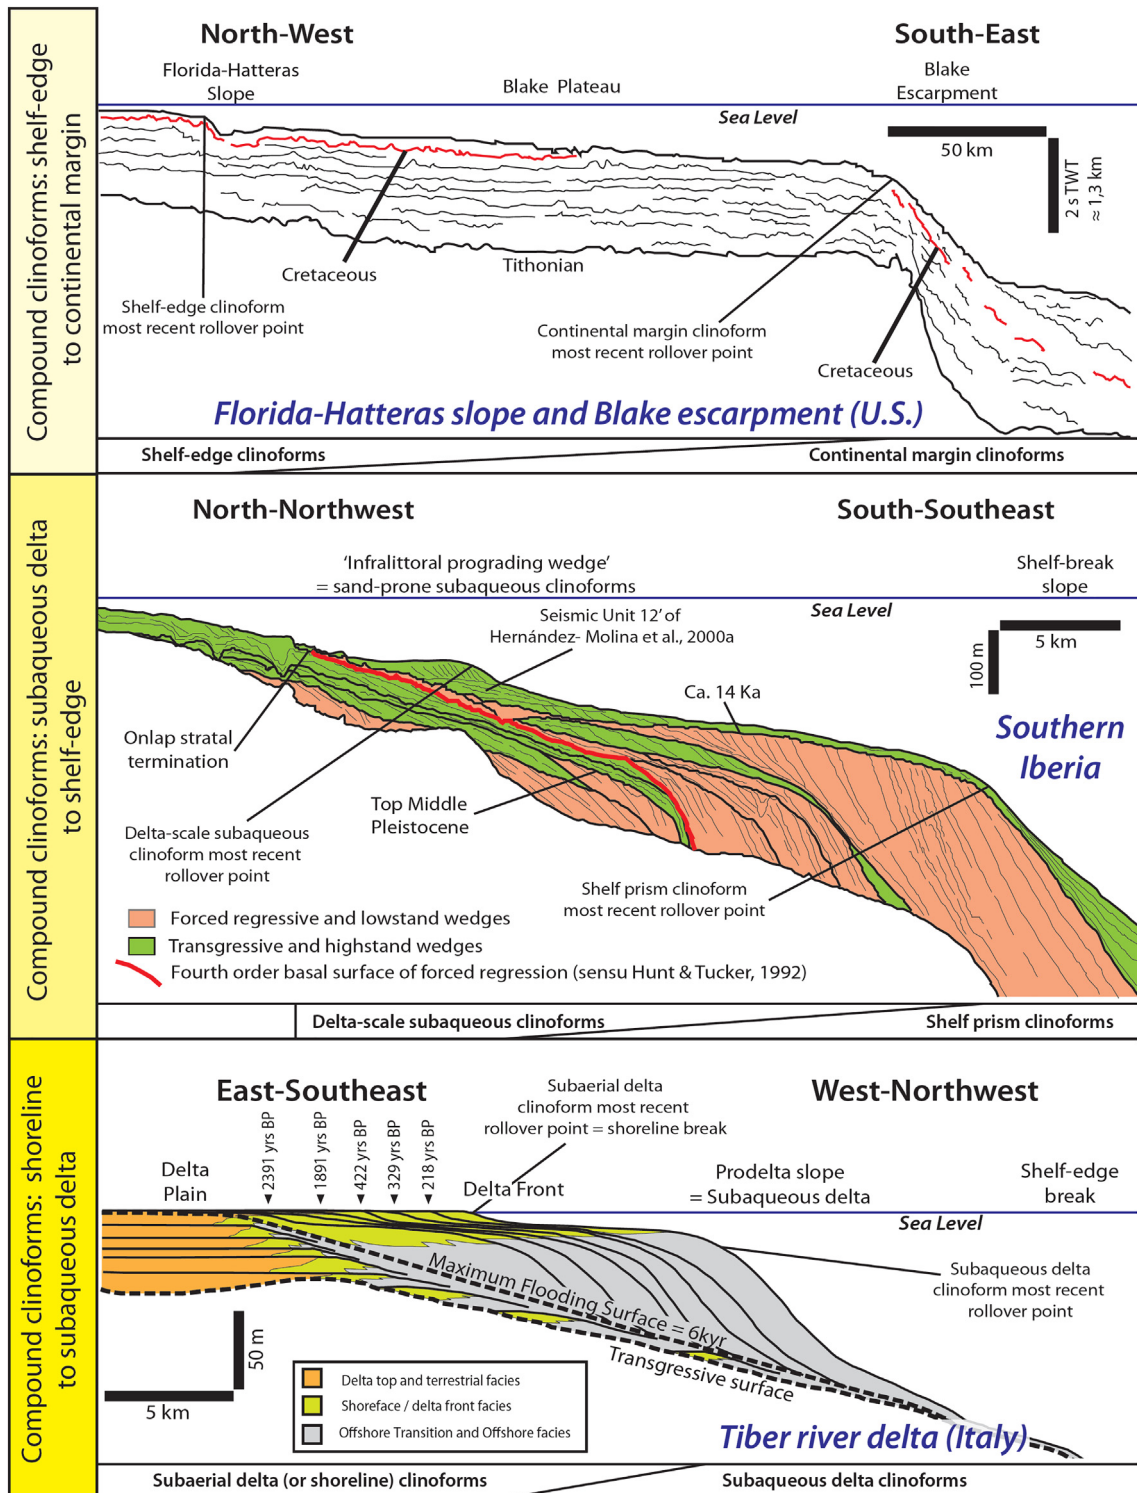 Compound clinoforms: shelf-edge
to continental margin
North-West
South-East
Florida-Hatteras
Slope
Blake Plateau
Blake
Escarpment
Sea Level
50 km
2 s TWT
≈ 1,3 km
Cretaceous
Tithonian
Shelf-edge clinoform
most recent rollover point
Continental margin clinoform
most recent rollover point
Cretaceous
Florida-Hatteras slope and Blake escarpment (U.S.)
Shelf-edge clinoforms
Continental margin clinoforms
Compound clinoforms: subaqueous delta
to shelf-edge
North-Northwest
South-Southeast
'Infralittoral prograding wedge'
= sand-prone subaqueous clinoforms
Shelf-break
slope
Sea Level
Seismic Unit 12' of
Hernández- Molina et al., 2000a
5 km
100 m
Ca. 14 Ka
Southern
Iberia
Onlap stratal
termination
Top Middle
Pleistocene
Delta-scale subaqueous
clinoform most recent
rollover point
Shelf prism clinoform
most recent rollover point
Forced regressive and lowstand wedges
Transgressive and highstand wedges
Fourth order basal surface of forced regression (sensu Hunt & Tucker, 1992)
Delta-scale subaqueous clinoforms
Shelf prism clinoforms
Compound clinoforms: shoreline
to subaqueous delta
East-Southeast
West-Northwest
Subaerial delta
clinoform most recent
rollover point = shoreline break
2391 yrs BP
1891 yrs BP
422 yrs BP
329 yrs BP
218 yrs BP
Delta
Plain
Delta Front
Prodelta slope
= Subaqueous delta
Shelf-edge
break
Sea Level
Maximum Flooding Surface = 6kyr
Transgressive surface
Subaqueous delta
clinoform most recent
rollover point
50 m
5 km
Delta top and terrestrial facies
Shoreface / delta front facies
Offshore Transition and Offshore facies
Tiber river delta (Italy)
Subaerial delta (or shoreline) clinoforms
Subaqueous delta clinoforms